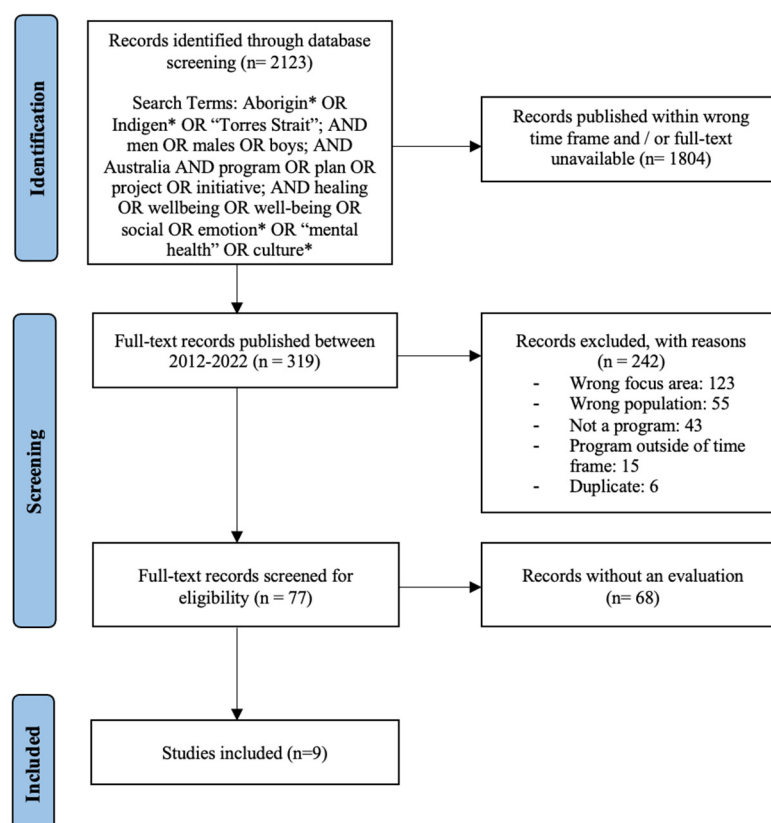 Identification
Records identified through database
screening (n= 2123)
Search Terms: Aborigin* OR
Indigen* OR “Torres Strait”; AND
men OR males OR boys; AND
Australia AND program OR plan OR
project OR initiative; AND healing
OR wellbeing OR well-being OR
social OR emotion* OR “mental
health” OR culture*
Records published within wrong
time frame and / or full-text
unavailable (n= 1804)
Screening
Full-text records published between
2012-2022 (n = 319)
Records excluded, with reasons
(n = 242)
- Wrong focus area: 123
- Wrong population: 55
- Not a program: 43
- Program outside of time
frame: 15
- Duplicate: 6
Full-text records screened for
eligibility (n = 77)
Records without an evaluation
(n= 68)
Included
Studies included (n=9)